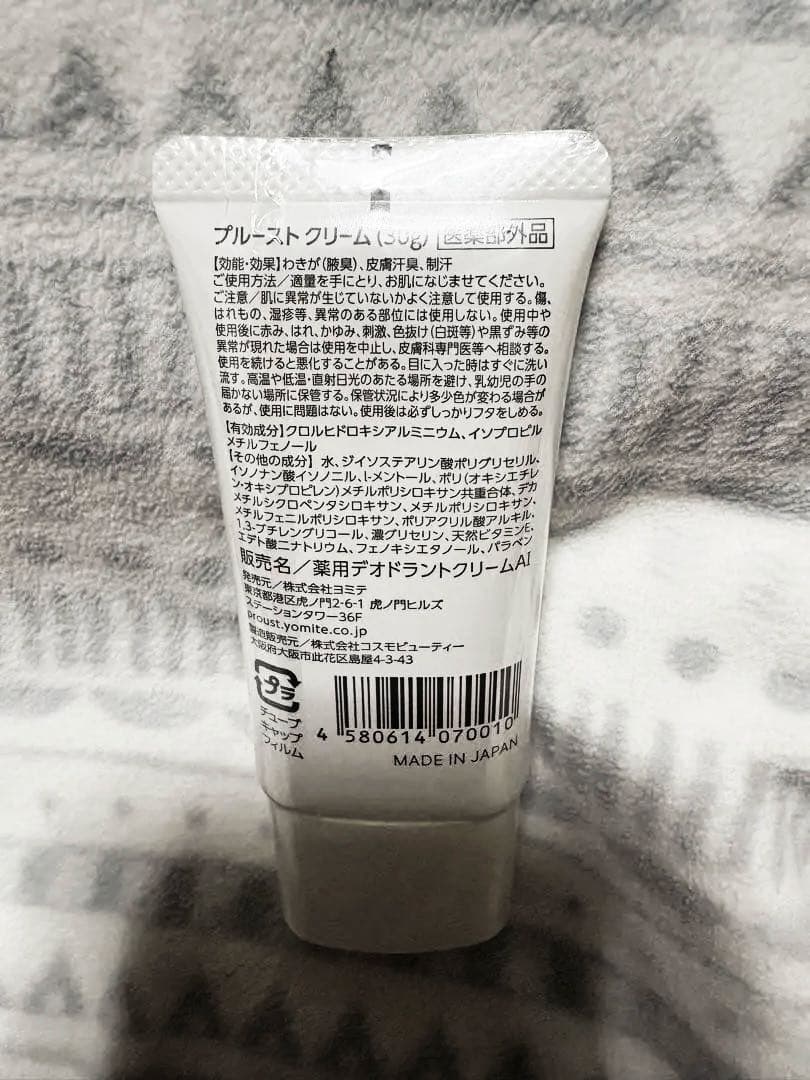 プルースト クリーム(30g) 医薬部外品
【効能・効果】わきが(腋臭)、皮膚汗臭、制汗
ご使用方法／適量を手にとり、お肌になじませてください。
ご注意／肌に異常が生じていないかよく注意して使用する。傷、
はれもの、湿疹等、異常のある部位には使用しない。使用中や
使用後に赤み、はれ、かゆみ、刺激、色抜け(白斑等)や黒ずみ等の
異常が現れた場合は使用を中止し、皮膚科専門医等へ相談する。
使用を続けると悪化することがある。目に入った時はすぐに洗い
流す。高温や低温・直射日光のあたる場所を避け、乳幼児の手の
届かない場所に保管する。保管状況により多少色が変わる場合が
あるが、使用に問題はない。使用後は必ずしっかりフタをしめる。
【有効成分】クロルヒドロキシアルミニウム、イソプロピル
メチルフェノール
【その他の成分】水、ジイソステアリン酸ポリグリセリル、
イソノナン酸イソノニル、l-メントール、ポリ(オキシエチレ
ン・オキシプロピレン)メチルポリシロキサン共重合体、デカ
メチルシクロペンタシロキサン、メチルポリシロキサン、
メチルフェニルポリシロキサン、ポリアクリル酸アルキル、
1,3-ブチレングリコール、濃グリセリン、天然ビタミンE、
エデト酸二ナトリウム、フェノキシエタノール、パラベン
販売名／薬用デオドラントクリームAI
発売元／株式会社ヨミテ
東京都港区虎ノ門2-6-1 虎ノ門ヒルズ
ステーションタワー36F
proust.yomite.co.jp
製造販売元／株式会社コスモビューティー
大阪府大阪市此花区島屋4-3-43
プラ
チューブ
キャップ
フィルム
4 580614 070010
MADE IN JAPAN